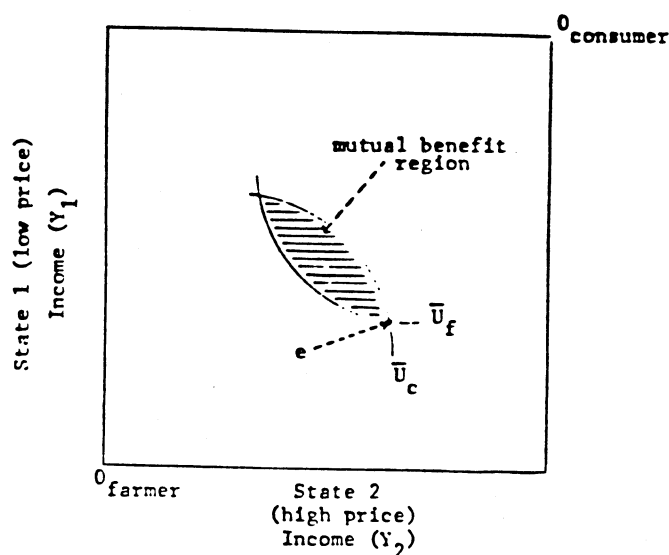 0consumer
mutual benefit
region
State 1 (low price)
Income (Y1)
Ūf
e
Ūc
0farmer
State 2
(high price)
Income (Y2)